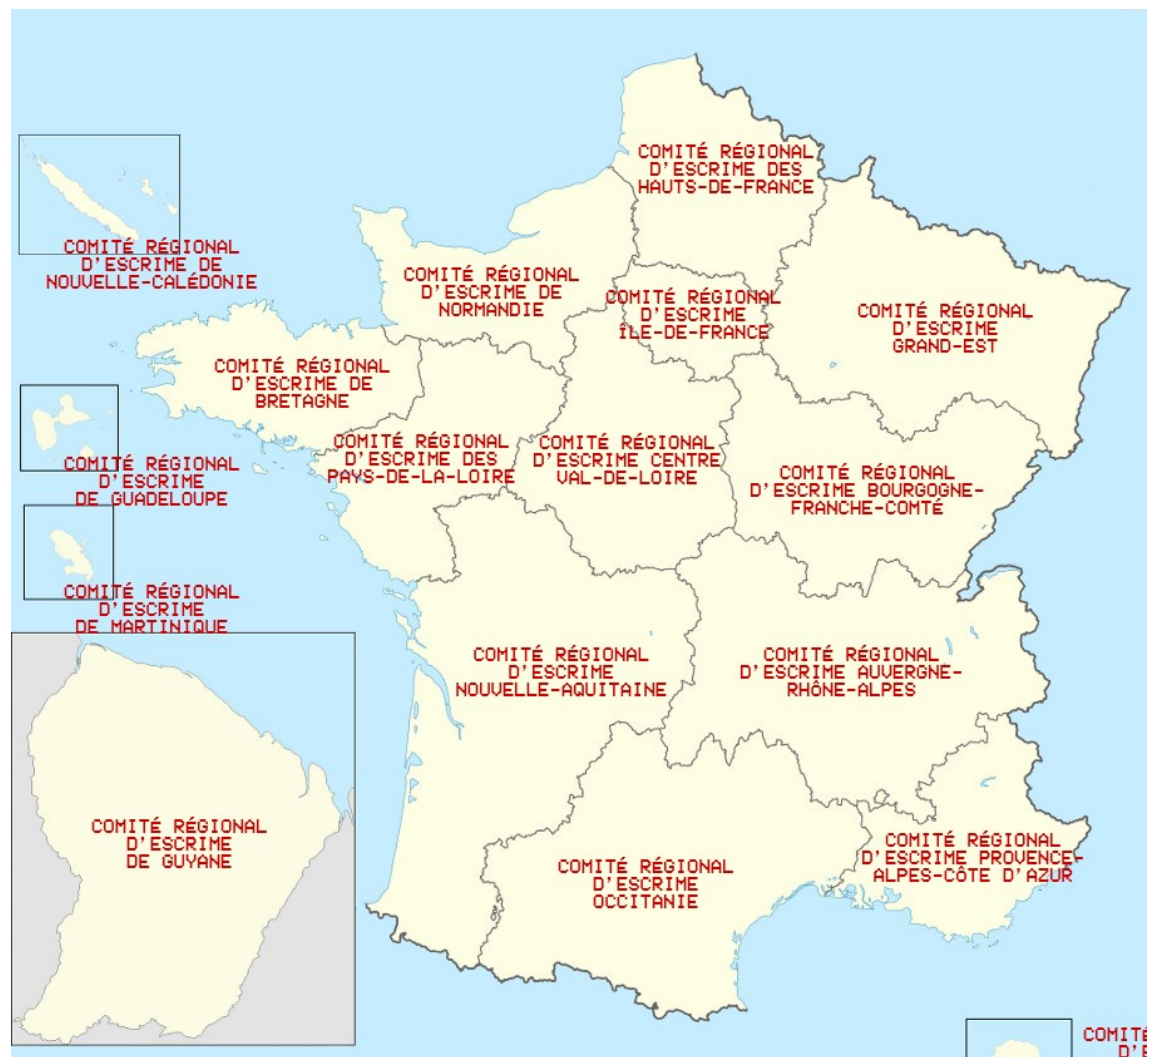 COMITÉ RÉGIONAL
D'ESCRIME DES
HAUTS-DE-FRANCE
COMITÉ RÉGIONAL
D'ESCRIME DE
NOUVELLE-CALÉDONIE
COMITÉ RÉGIONAL
D'ESCRIME DE
NORMANDIE
COMITÉ RÉGIONAL
D'ESCRIME
ÎLE-DE-FRANCE
COMITÉ RÉGIONAL
D'ESCRIME
GRAND-EST
COMITÉ RÉGIONAL
D'ESCRIME DE
BRETAGNE
COMITÉ RÉGIONAL
D'ESCRIME DES
PAYS-DE-LA-LOIRE
COMITÉ RÉGIONAL
D'ESCRIME CENTRE
VAL-DE-LOIRE
COMITÉ RÉGIONAL
D'ESCRIME
DE GUADELOUPE
COMITÉ RÉGIONAL
D'ESCRIME BOURGOGNE-
FRANCHE-COMTÉ
COMITÉ RÉGIONAL
D'ESCRIME
DE MARTINIQUE
COMITÉ RÉGIONAL
D'ESCRIME
NOUVELLE-AQUITAINE
COMITÉ RÉGIONAL
D'ESCRIME AUVERGNE-
RHÔNE-ALPES
COMITÉ RÉGIONAL
D'ESCRIME
DE GUYANE
COMITÉ RÉGIONAL
D'ESCRIME PROVENCE-
ALPES-CÔTE D'AZUR
COMITÉ RÉGIONAL
D'ESCRIME
OCCITANIE